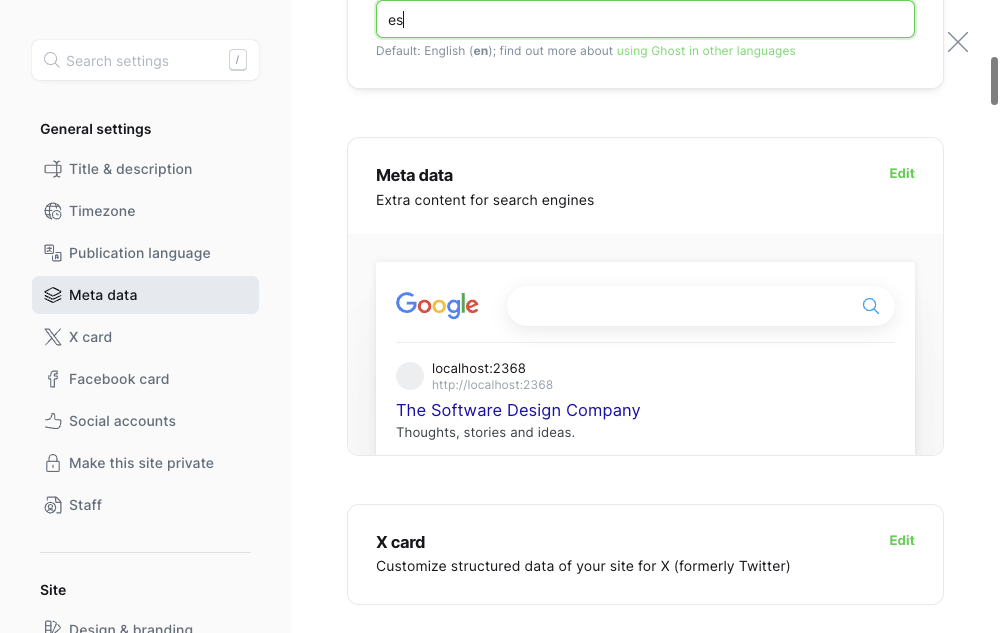 Search settings /
General settings
Title & description
Timezone
Publication language
Meta data
X card
Facebook card
Social accounts
Make this site private
Staff
Site
Design & branding
es
Default: English (en); find out more about using Ghost in other languages
Meta data
Edit
Extra content for search engines
Google
localhost:2368
http://localhost:2368
The Software Design Company
Thoughts, stories and ideas.
X card
Edit
Customize structured data of your site for X (formerly Twitter)